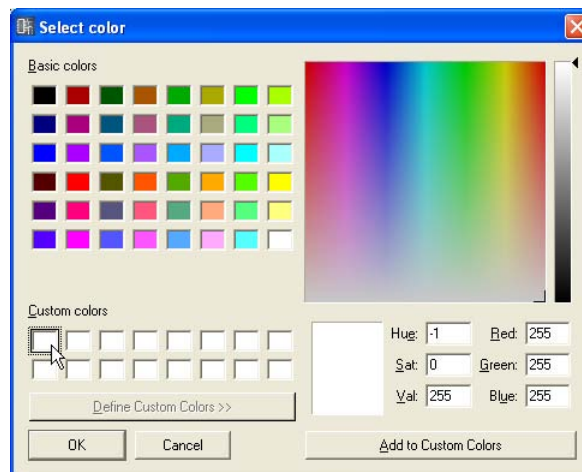 Select color
Basic colors
Custom colors
Hue: -1 Red: 255
Sat: 0 Green: 255
Val: 255 Blue: 255
Define Custom Colors >>
OK Cancel Add to Custom Colors